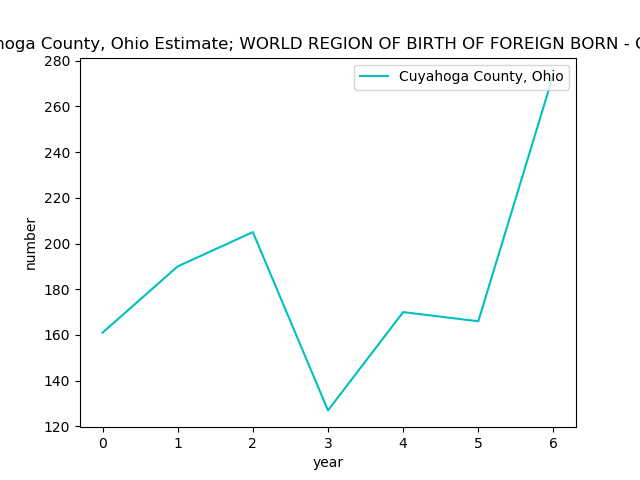 County, Ohio Estimate; WORLD REGION OF BIRTH OF FOREIGN BORN -
280
260
240
220
200
180
160
140
120
number
Cuyahoga County, Ohio
0 1 2 3 4 5 6
year